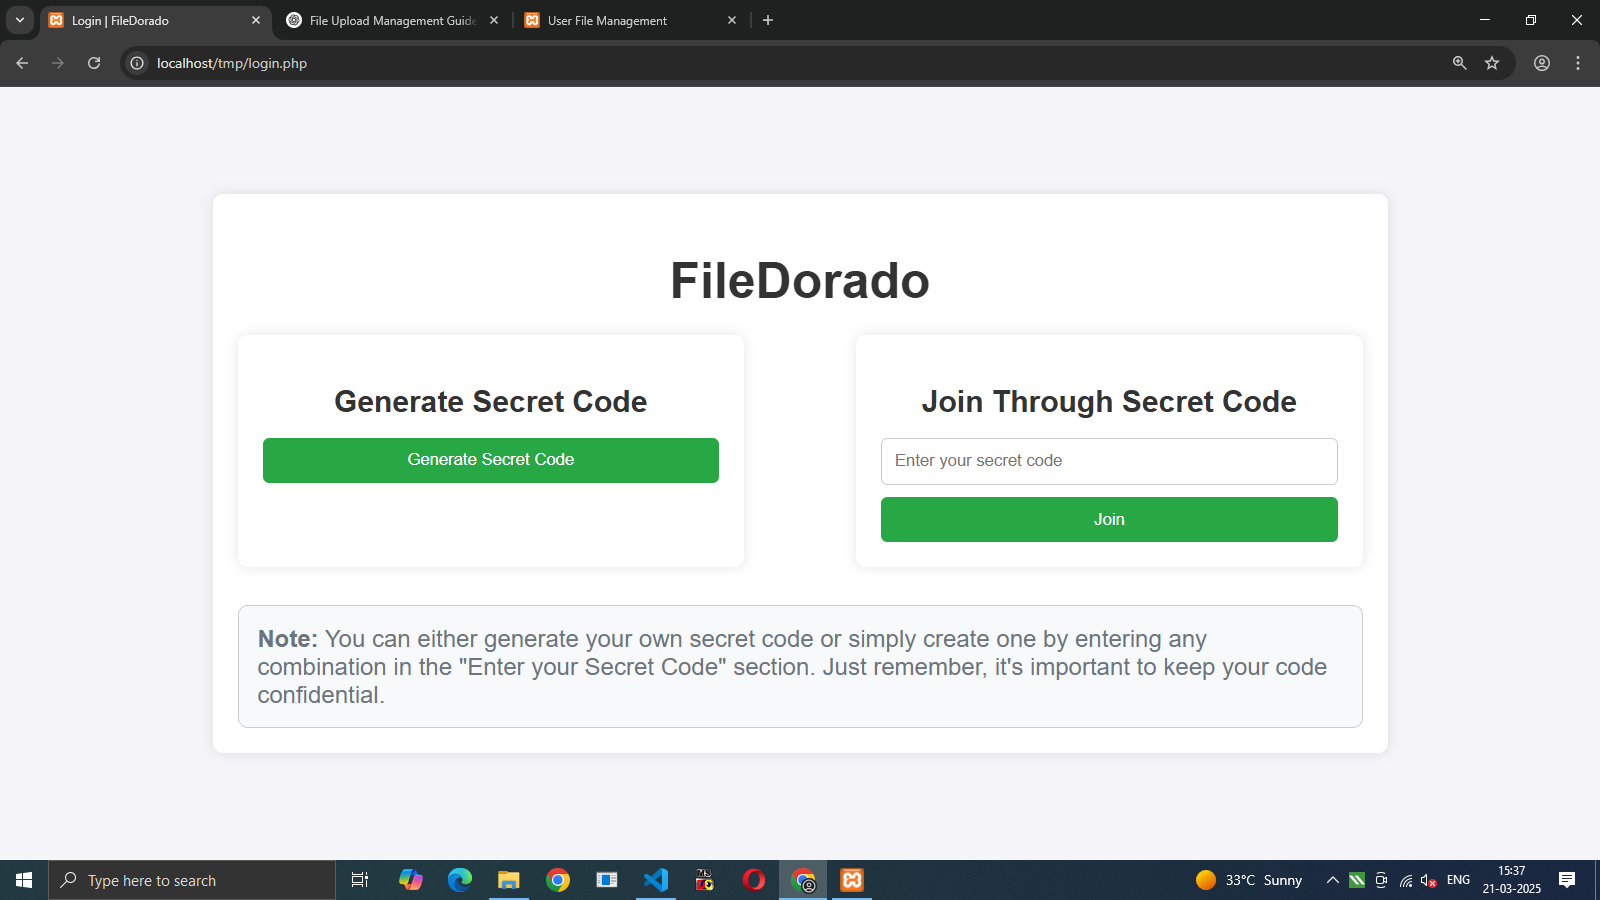 Login | FileDorado
File Upload Management Guide
User File Management
localhost/tmp/login.php
FileDorado
Generate Secret Code
Generate Secret Code
Join Through Secret Code
Enter your secret code
Join
Note: You can either generate your own secret code or simply create one by entering any
combination in the "Enter your Secret Code" section. Just remember, it's important to keep your code
confidential.
Type here to search
33°C Sunny
ENG
15:37
21-03-2025